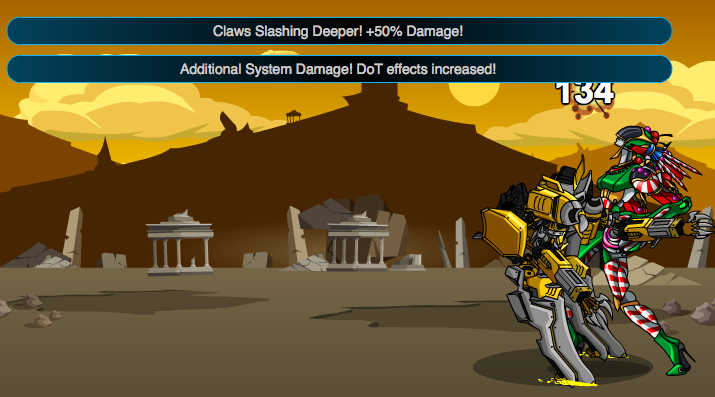 Claws Slashing Deeper! +50% Damage!
Additional System Damage! DoT effects increased!
134